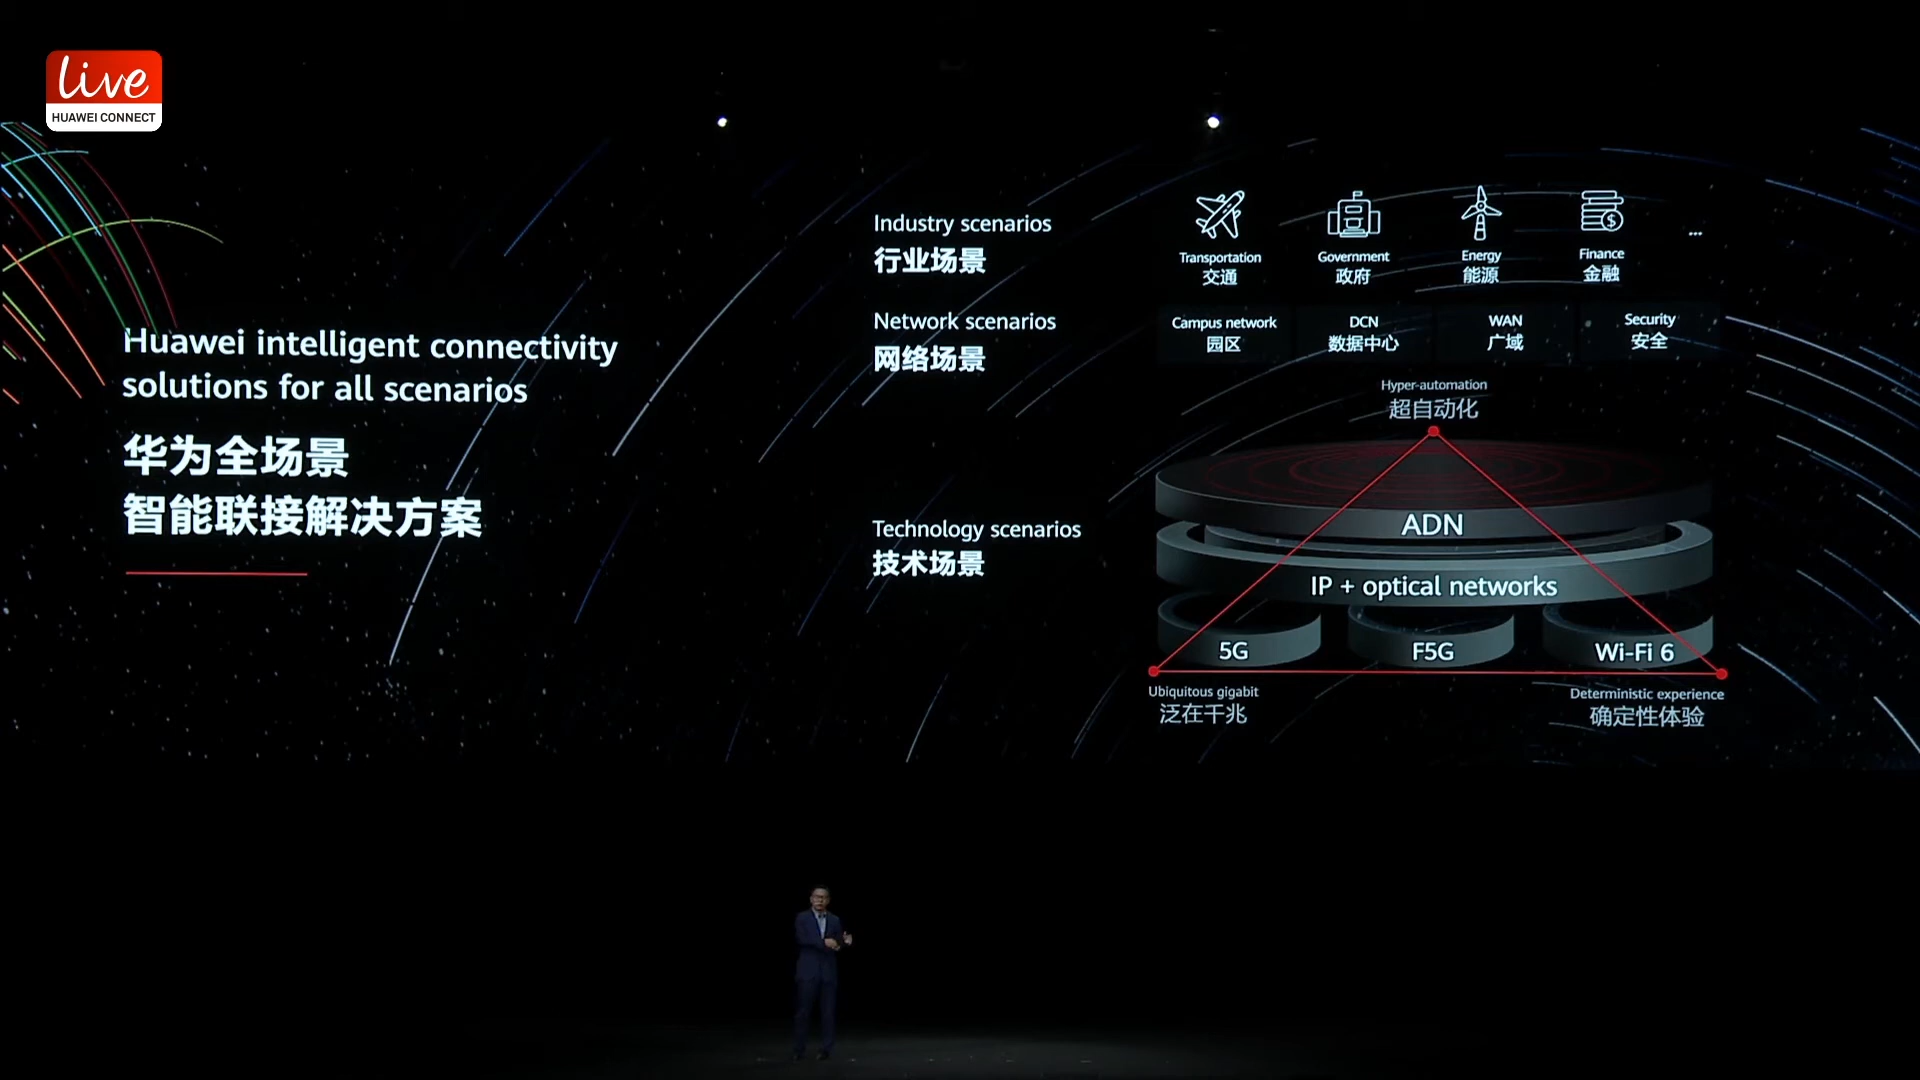 live
HUAWEI CONNECT
Huawei intelligent connectivity
solutions for all scenarios
华为全场景
智能联接解决方案
Industry scenarios
行业场景
Transportation
交通
Government
政府
Energy
能源
Finance
金融
...
Network scenarios
网络场景
Campus network
园区
DCN
数据中心
WAN
广域
Security
安全
Technology scenarios
技术场景
Hyper-automation
超自动化
ADN
IP + optical networks
5G
F5G
Wi-Fi 6
Ubiquitous gigabit
泛在千兆
Deterministic experience
确定性体验